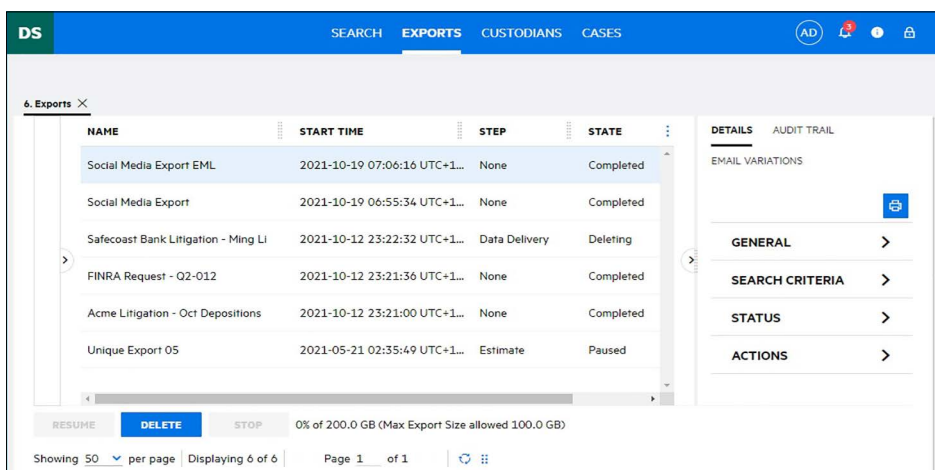 DS SEARCH EXPORTS CUSTODIANS CASES AD 3
6. Exports
NAME START TIME STEP STATE
Social Media Export EML 2021-10-19 07:06:16 UTC+1... None Completed
Social Media Export 2021-10-19 06:55:34 UTC+1... None Completed
Safecoast Bank Litigation - Ming Li 2021-10-12 23:22:32 UTC+1... Data Delivery Deleting
FINRA Request - Q2-012 2021-10-12 23:21:36 UTC+1... None Completed
Acme Litigation - Oct Depositions 2021-10-12 23:21:00 UTC+1... None Completed
Unique Export 05 2021-05-21 02:35:49 UTC+1... Estimate Paused
DETAILS AUDIT TRAIL
EMAIL VARIATIONS
GENERAL
SEARCH CRITERIA
STATUS
ACTIONS
RESUME DELETE STOP 0% of 200.0 GB (Max Export Size allowed 100.0 GB)
Showing 50 per page Displaying 6 of 6 Page 1 of 1